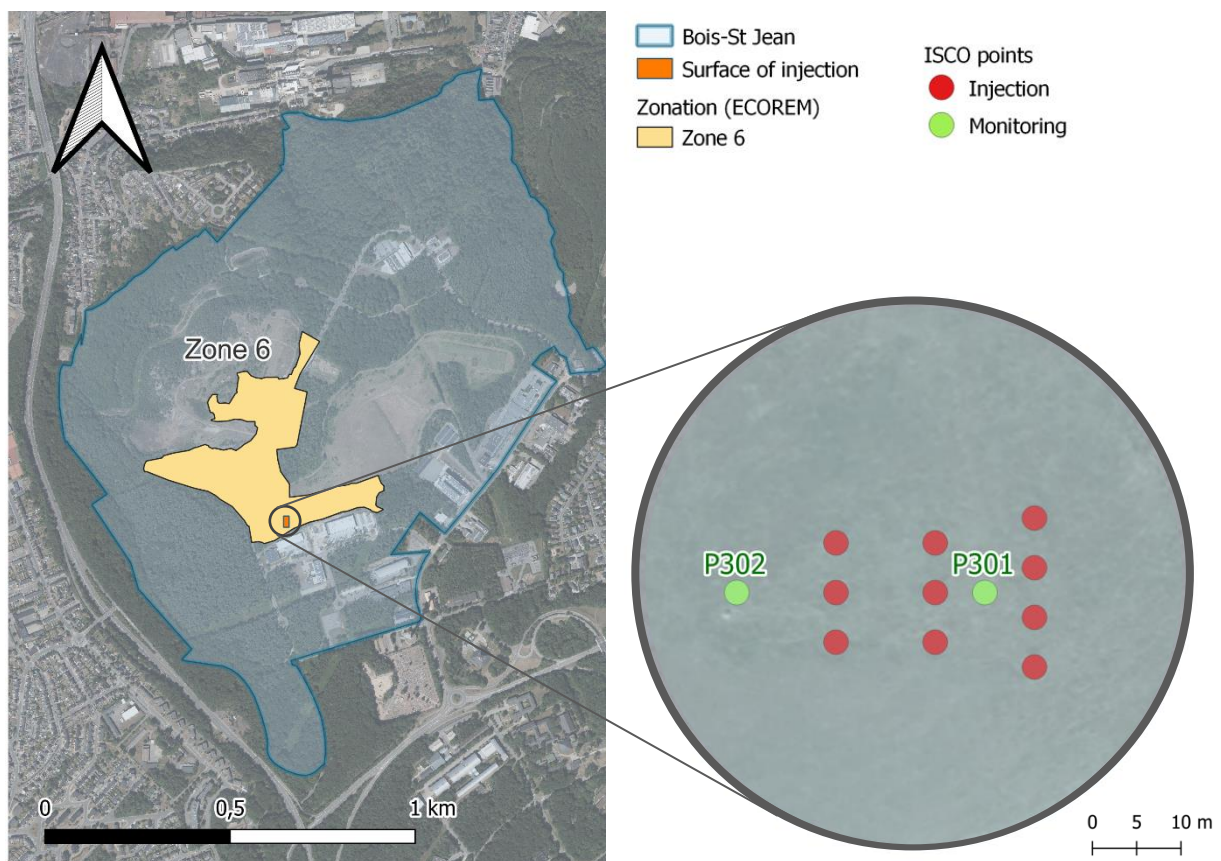 Bois-St Jean
Surface of injection
Zonation (ECOREM)
Zone 6
ISCO points
Injection
Monitoring
Zone 6
P302
P301
0 0,5 1 km
0 5 10 m